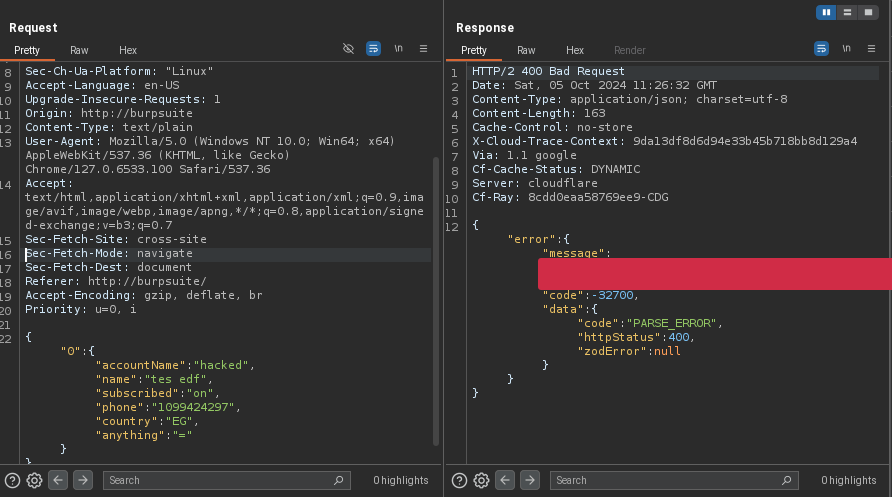 Request
Pretty Raw Hex
\n
8 Sec-Ch-Ua-Platform: "Linux"
9 Accept-Language: en-US
10 Upgrade-Insecure-Requests: 1
11 Origin: http://burpsuite
12 Content-Type: text/plain
13 User-Agent: Mozilla/5.0 (Windows NT 10.0; Win64; x64)
AppleWebKit/537.36 (KHTML, like Gecko)
Chrome/127.0.6533.100 Safari/537.36
14 Accept:
text/html,application/xhtml+xml,application/xml;q=0.9,ima
ge/avif,image/webp,image/apng,*/*;q=0.8,application/signe
d-exchange;v=b3;q=0.7
15 Sec-Fetch-Site: cross-site
16 Sec-Fetch-Mode: navigate
17 Sec-Fetch-Dest: document
18 Referer: http://burpsuite/
19 Accept-Encoding: gzip, deflate, br
20 Priority: u=0, i
21
22 {
"0":{
"accountName":"hacked",
"name":"tes edf",
"subscribed":"on",
"phone":"1099424297",
"country":"EG",
"anything":"="
}
}
Search
0 highlights
Response
Pretty Raw Hex Render
\n
1 HTTP/2 400 Bad Request
2 Date: Sat, 05 Oct 2024 11:26:32 GMT
3 Content-Type: application/json; charset=utf-8
4 Content-Length: 163
5 Cache-Control: no-store
6 X-Cloud-Trace-Context: 9da13df8d6d94e33b45b718bb8d129a4
7 Via: 1.1 google
8 Cf-Cache-Status: DYNAMIC
9 Server: cloudflare
10 Cf-Ray: 8cdd0eaa58769ee9-CDG
11
12 {
"error":{
"message":
"code":-32700,
"data":{
"code":"PARSE_ERROR",
"httpStatus":400,
"zodError":null
}
}
}
Search
0 highlights